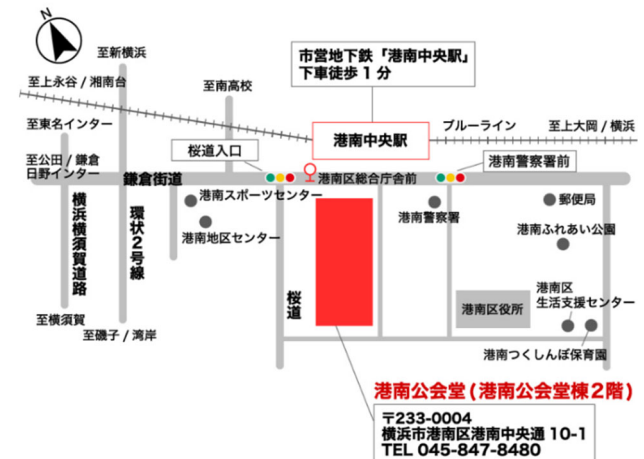 N
至新横浜
市営地下鉄「港南中央駅」
下車徒歩1分
至上永谷 / 湘南台
至南高校
至東名インター
港南中央駅
ブルーライン
至上大岡 / 横浜
桜道入口
港南警察署前
至公田 / 鎌倉
日野インター
鎌倉街道
港南区総合庁舎前
港南スポーツセンター
郵便局
港南警察署
港南ふれあい公園
港南地区センター
横浜横須賀道路
環状2号線
桜道
港南区
生活支援センター
港南区役所
至横須賀
至磯子 / 湾岸
港南つくしんぼ保育園
港南公会堂(港南公会堂棟2階)
〒233-0004
横浜市港南区港南中央通 10-1
TEL 045-847-8480